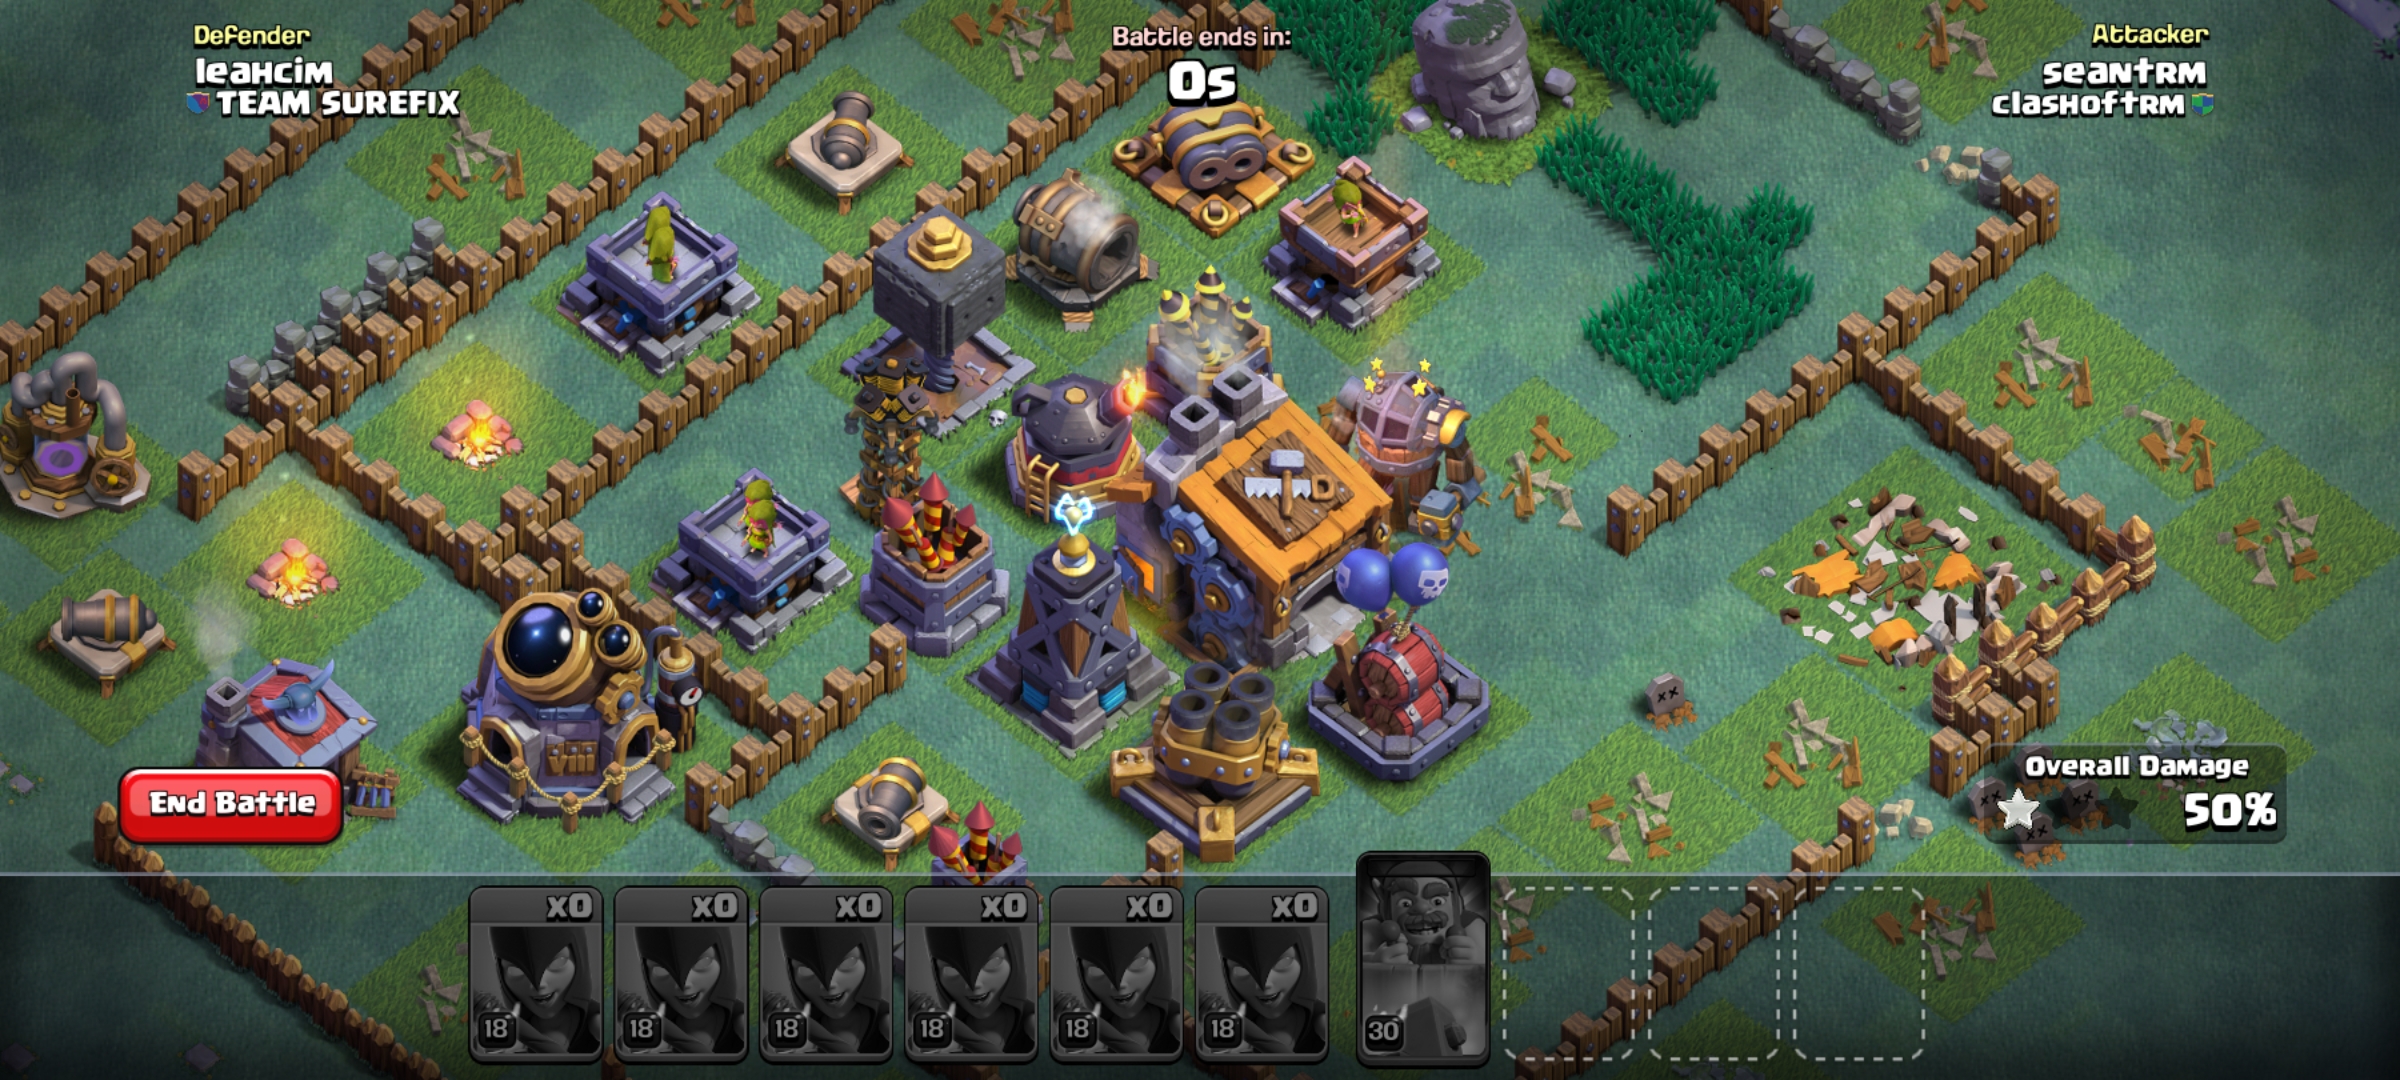 Defender
leahcim
TEAM SUREFIX
Battle ends in:
0s
Attacker
seantrm
clashoftrm
VIII
End Battle
Overall Damage
50%
x0
x0
x0
x0
x0
x0
18
18
18
18
18
18
30